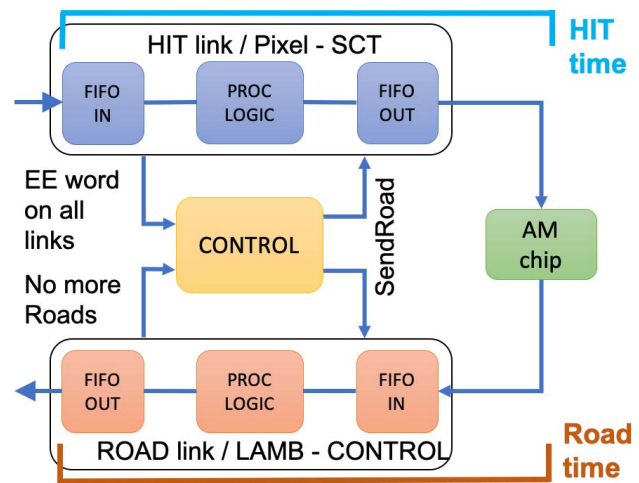 HIT link / Pixel - SCT
HIT
time
FIFO
IN
PROC
LOGIC
FIFO
OUT
EE word
on all
links
CONTROL
SendRoad
AM
chip
No more
Roads
FIFO
OUT
PROC
LOGIC
FIFO
IN
ROAD link / LAMB - CONTROL
Road
time